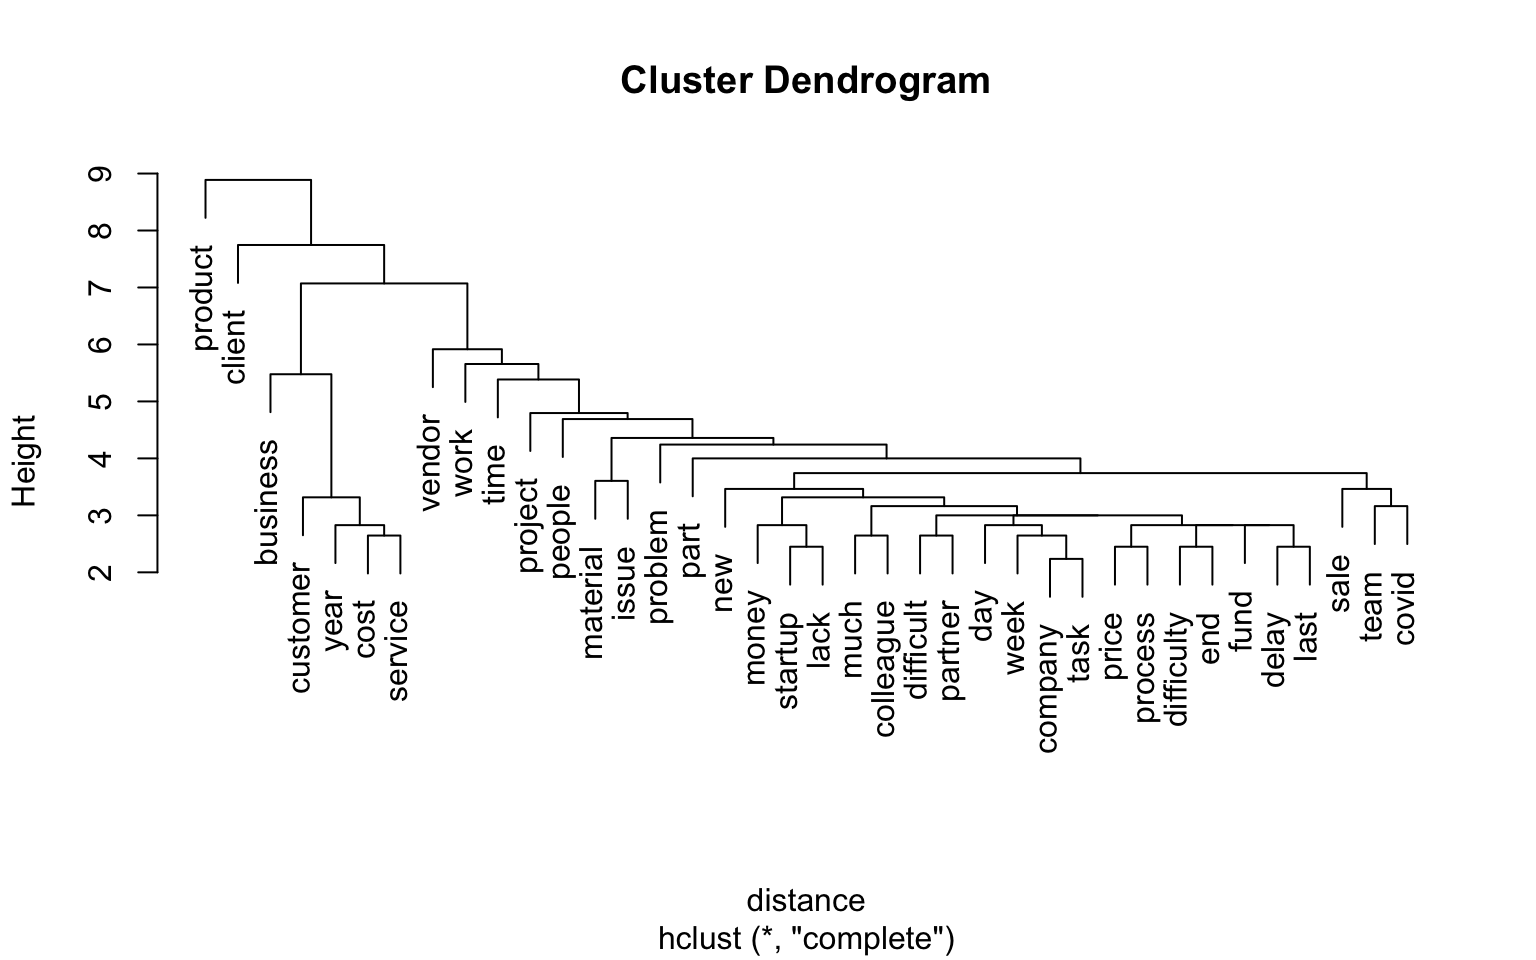 Cluster Dendrogram
Height
9
8
7
6
5
4
3
2
product
client
business
customer
year
cost
service
vendor
work
time
project
people
material
issue
problem
part
new
money
startup
lack
much
colleague
difficult
partner
day
week
company
task
price
process
difficulty
end
fund
delay
last
sale
team
covid
distance
hclust (*, "complete")